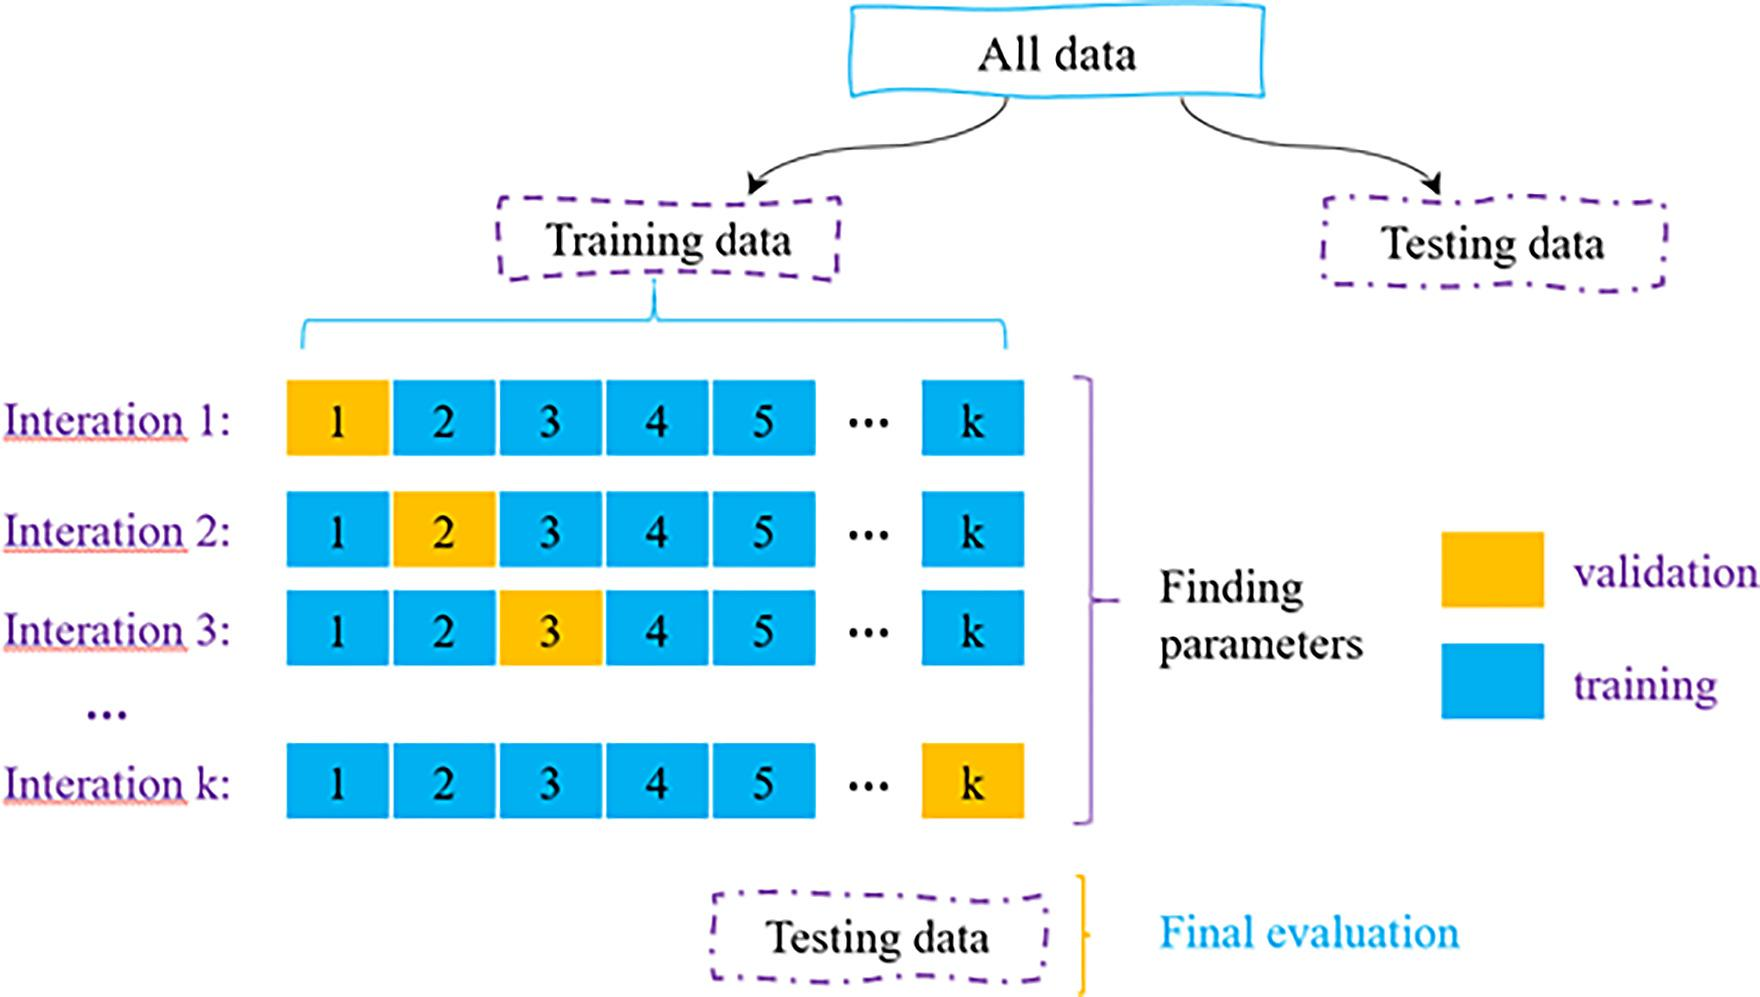 All data
Training data
Testing data
Interation 1: 1 2 3 4 5 ... k
Interation 2: 1 2 3 4 5 ... k
Interation 3: 1 2 3 4 5 ... k
...
Interation k: 1 2 3 4 5 ... k
Finding
parameters
validation
training
Testing data
Final evaluation